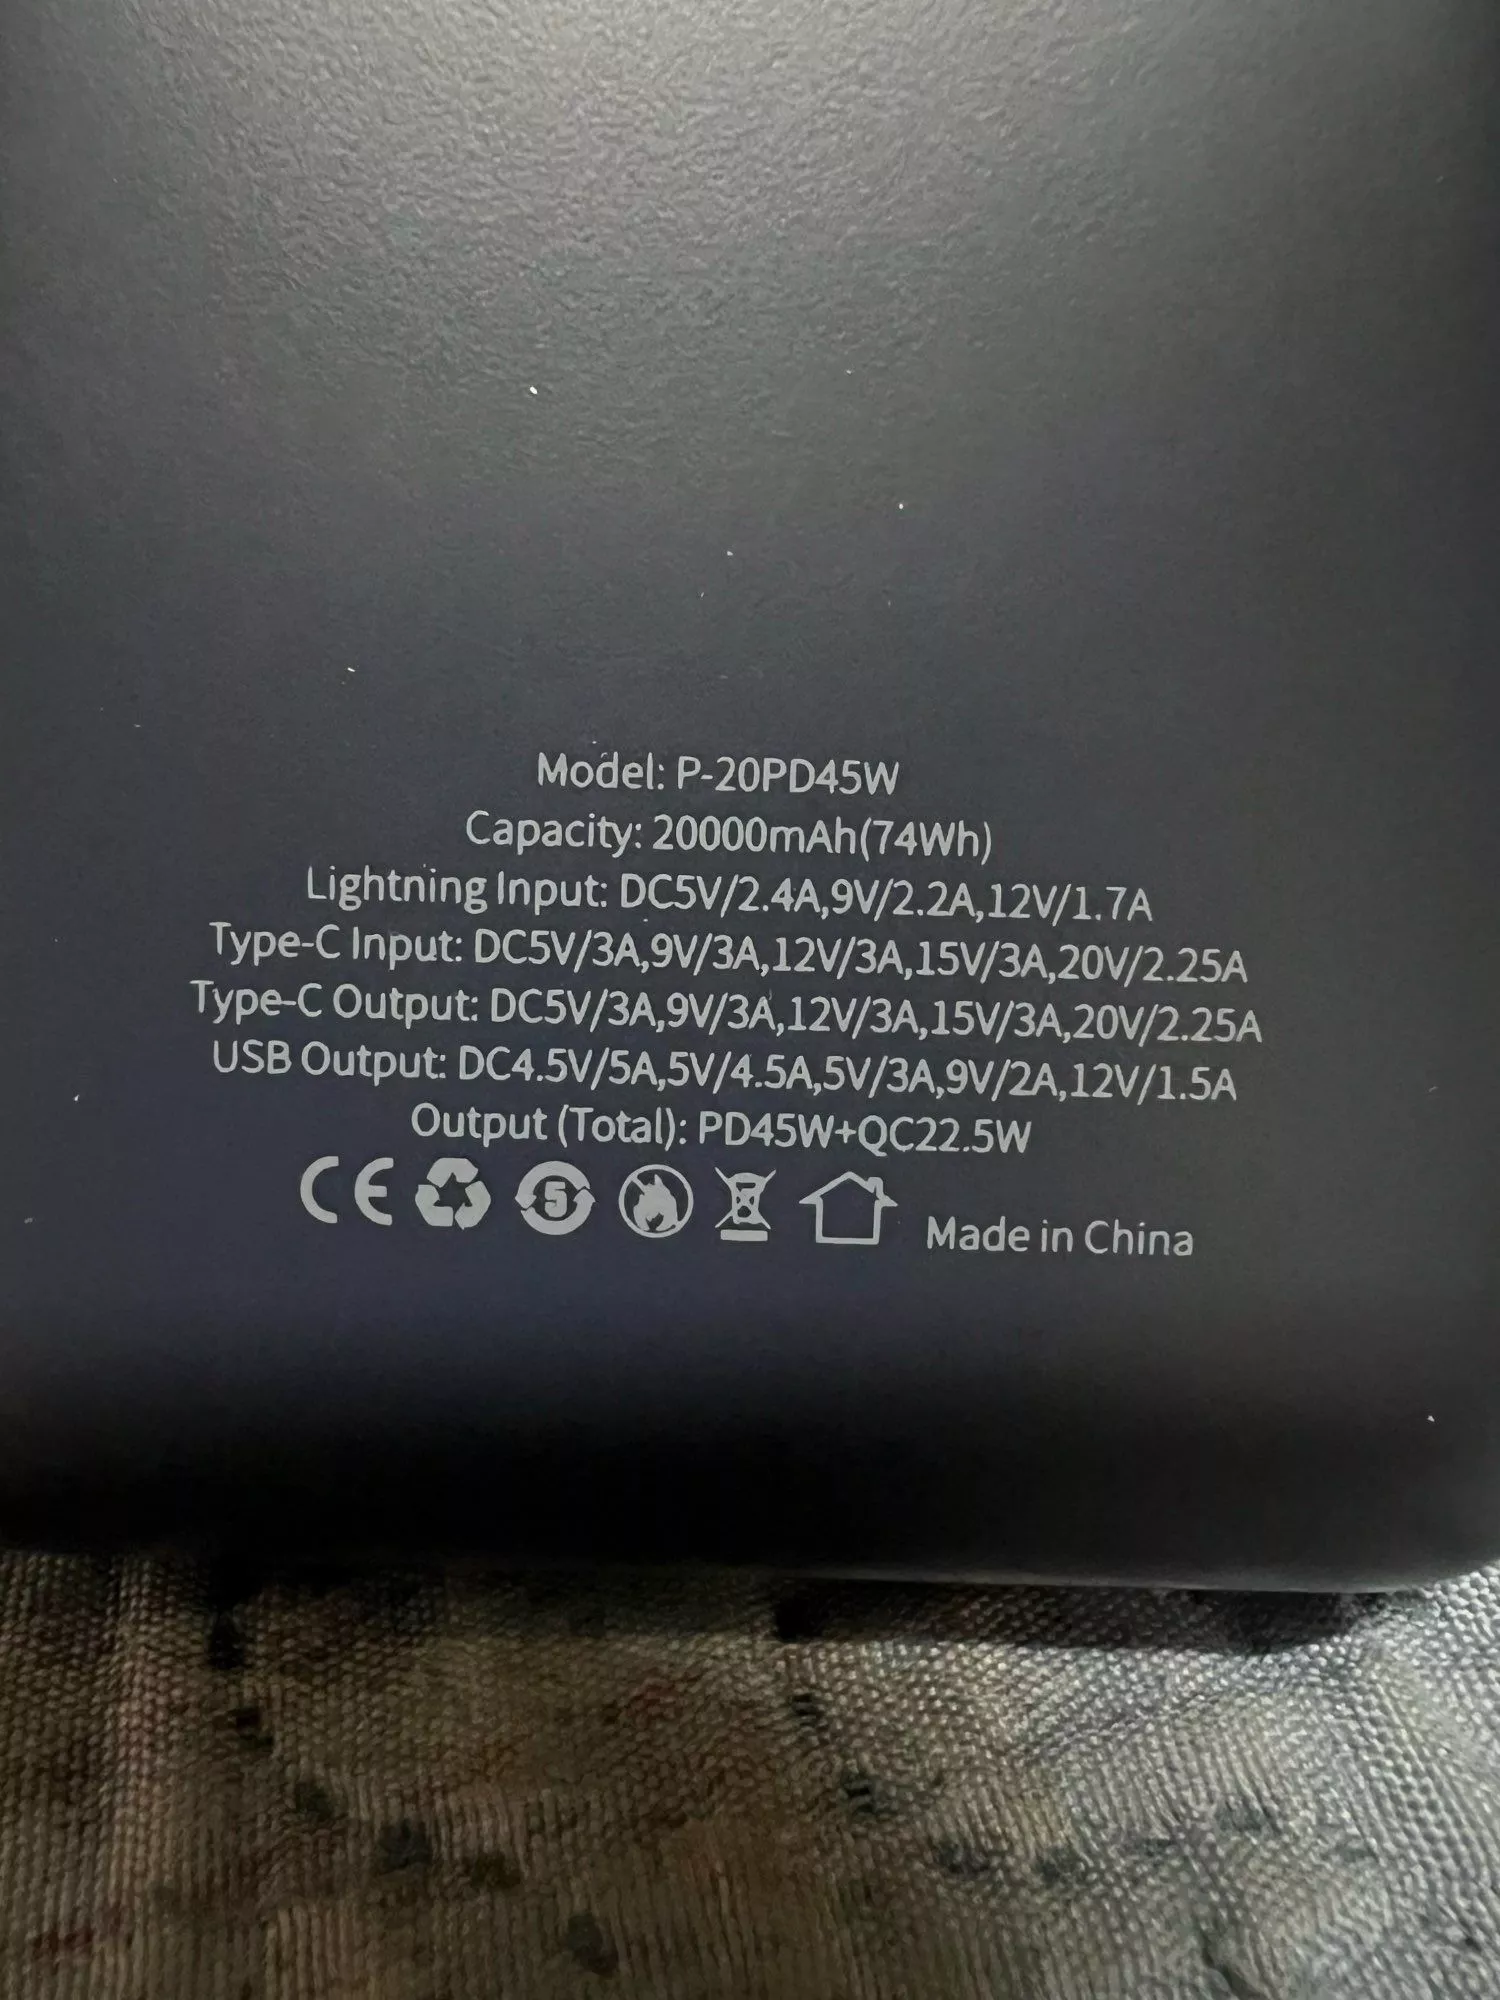 Model: P-20PD45W
Capacity: 20000mAh(74Wh)
Lightning Input: DC5V/2.4A,9V/2.2A,12V/1.7A
Type-C Input: DC5V/3A,9V/3A,12V/3A,15V/3A,20V/2.25A
Type-C Output: DC5V/3A,9V/3A,12V/3A,15V/3A,20V/2.25A
USB Output: DC4.5V/5A,5V/4.5A,5V/3A,9V/2A,12V/1.5A
Output (Total): PD45W+QC22.5W
CE 5 Made in China